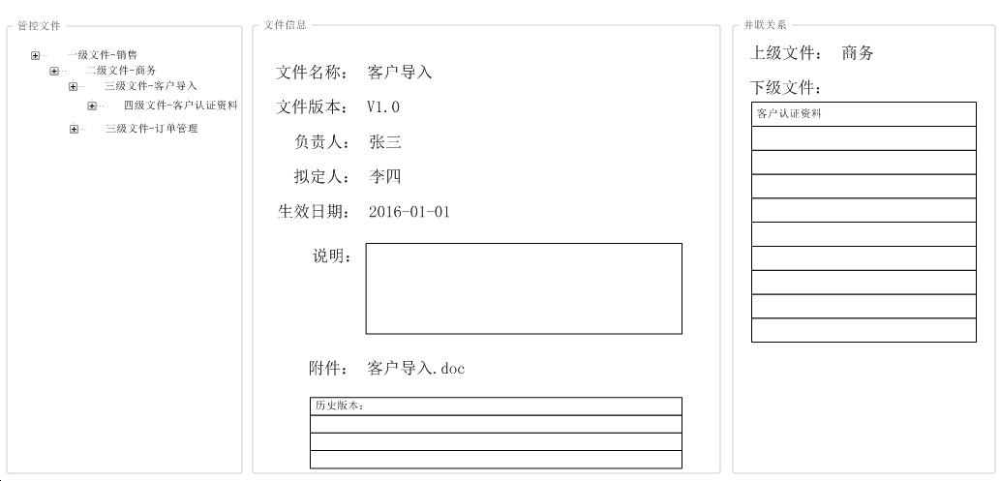 管控文件
一级文件-销售
二级文件-商务
三级文件-客户导入
四级文件-客户认证资料
三级文件-订单管理
文件信息
文件名称： 客户导入
文件版本： V1.0
负责人： 张三
拟定人： 李四
生效日期： 2016-01-01
说明：
附件： 客户导入.doc
历史版本：
并联关系
上级文件： 商务
下级文件：
客户认证资料